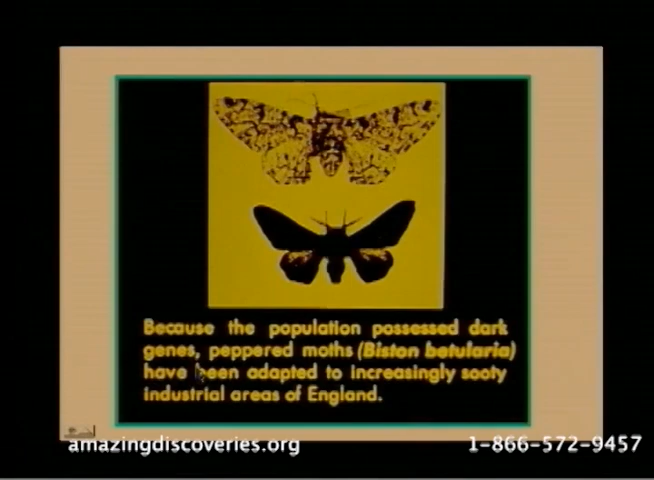 Because the population possessed dark
genes, peppered moths (Biston betularia)
have been adapted to increasingly sooty
industrial areas of England.
amazingdiscoveries.org 1-866-572-9457